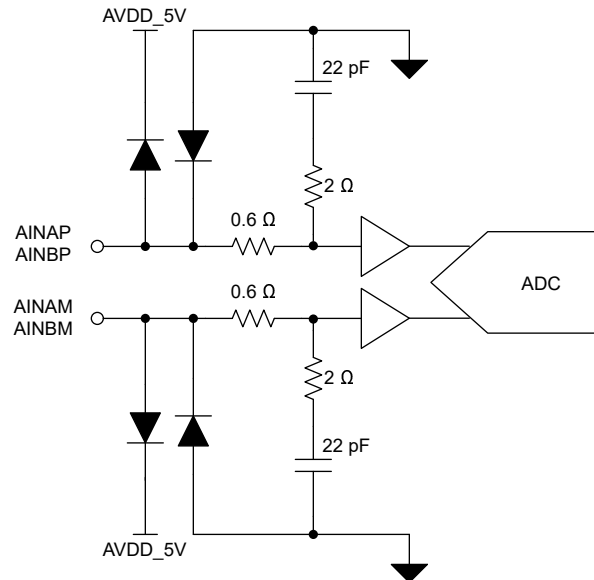 AVDD_5V
22 pF
2 Ω
0.6 Ω
AINAP
AINBP
ADC
0.6 Ω
AINAM
AINBM
2 Ω
22 pF
AVDD_5V